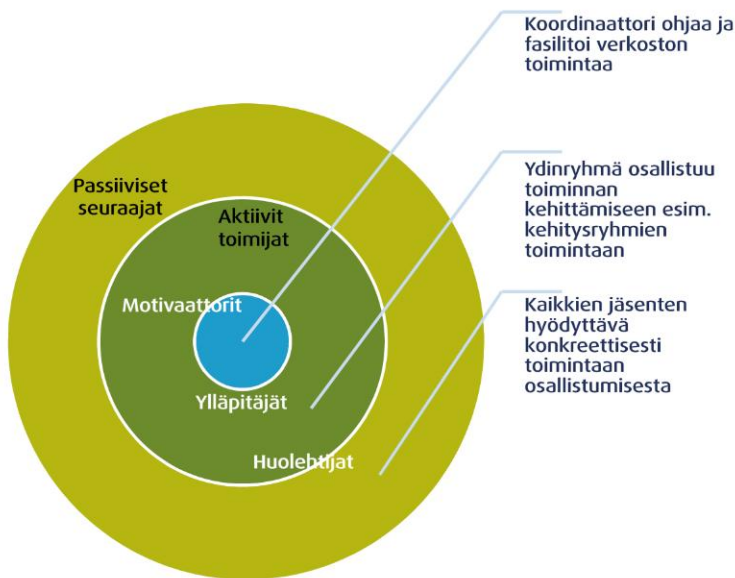 Koordinaattori ohjaa ja
fasilitoi verkoston
toimintaa
Ydinryhmä osallistuu
toiminnan
kehittämiseen esim.
kehitysryhmien
toimintaan
Kaikkien jäsenten
hyödyttävä
konkreettisesti
toimintaan
osallistumisesta
Passiiviset
seuraajat
Aktiivit
toimijat
Motivaattorit
Ylläpitäjät
Huolehtijat